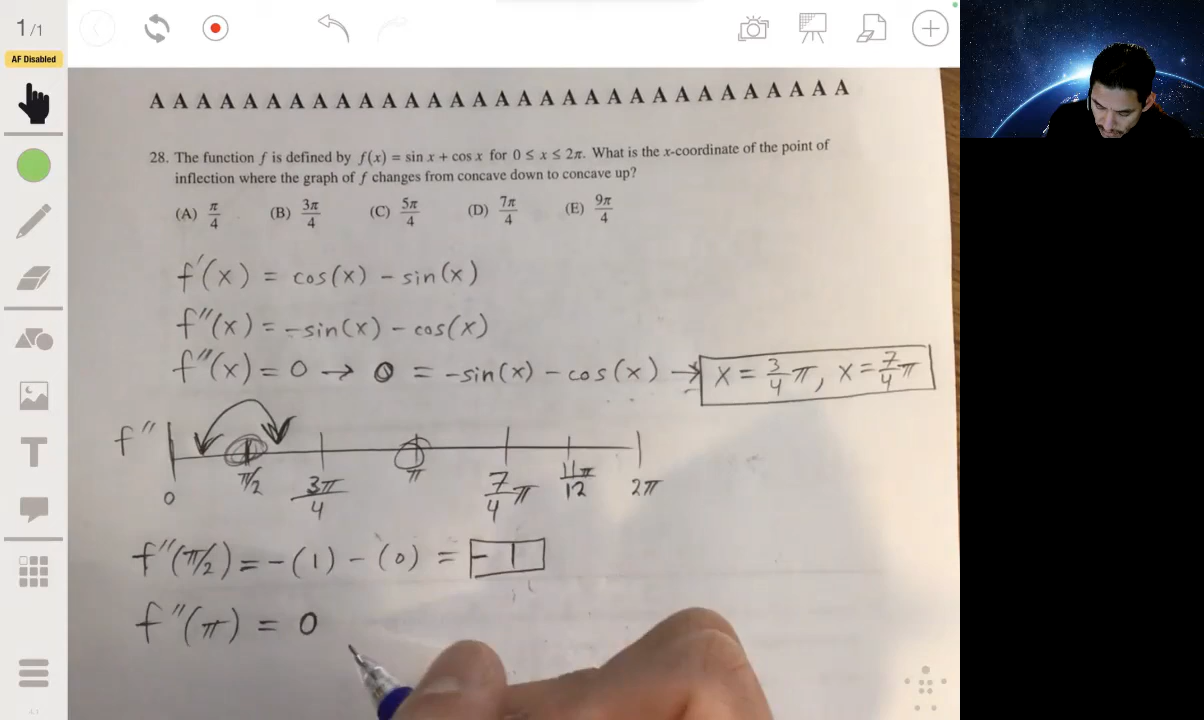 1/1
AF Disabled
A A A A A A A A A A A A A A A A A A A A A A A A A A A A A A
28. The function f is defined by f(x) = sin x + cos x for 0 ≤ x ≤ 2π. What is the x-coordinate of the point of
inflection where the graph of f changes from concave down to concave up?
(A) π/4 (B) 3π/4 (C) 5π/4 (D) 7π/4 (E) 9π/4
f'(x) = cos(x) - sin(x)
f"(x) = -sin(x) - cos(x)
f"(x) = 0 → 0 = -sin(x) - cos(x) → x = 3/4 π, x = 7/4 π
f"
0 π/2 3π/4 π 7/4 π 11π/12 2π
f"(π/2) = -(1) - (0) = -1
f"(π) = 0
T